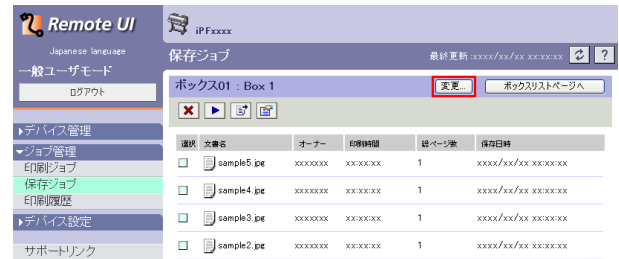 Remote UI
Japanese language
一般ユーザモード
ログアウト
▶デバイス管理
▼ジョブ管理
印刷ジョブ
保存ジョブ
印刷履歴
▶デバイス設定
サポートリンク
iPFxxxx
保存ジョブ
最終更新 :xxxx/xx/xx xx:xx:xx
?
ボックス01 : Box 1
変更...
ボックスリストページへ
選択 文書名 オーナー 印刷時間 総ページ数 保存日時
sample5.jpg xxxxxxx xx:xx:xx 1 xxxx/xx/xx xx:xx:xx
sample4.jpg xxxxxxx xx:xx:xx 1 xxxx/xx/xx xx:xx:xx
sample3.jpg xxxxxxx xx:xx:xx 1 xxxx/xx/xx xx:xx:xx
sample2.jpg xxxxxxx xx:xx:xx 1 xxxx/xx/xx xx:xx:xx